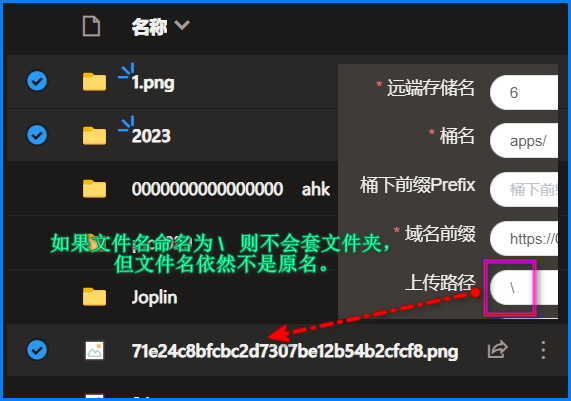 名称
1.png
2023
0000000000000000 ahk
如果文件名命名为 \ 则不会套文件夹,
但文件名依然不是原名。
Joplin
71e24c8bfcbc2d7307be12b54b2cfcf8.png
* 远端存储名 6
* 桶名 apps/
桶下前缀Prefix 桶下前
* 域名前缀 https://
上传路径 \